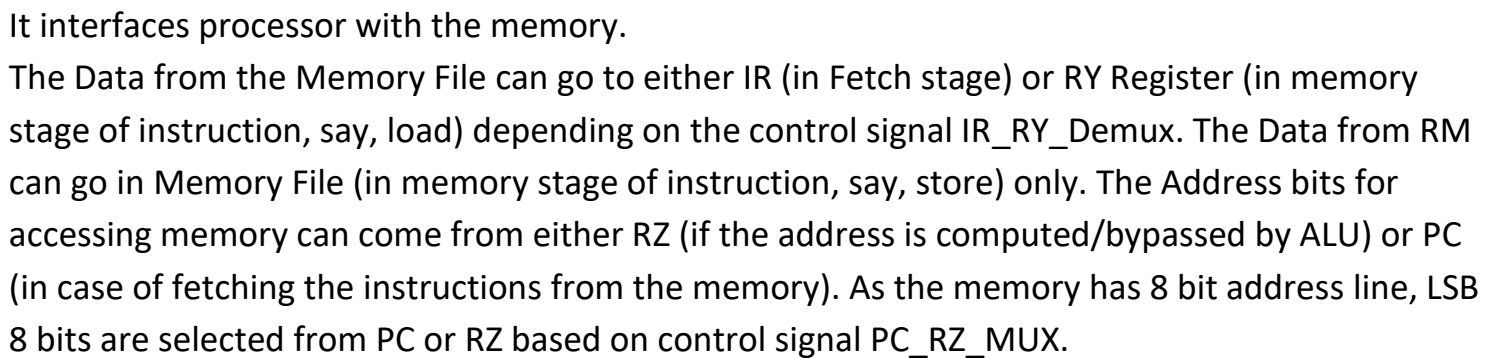 It interfaces processor with the memory.
The Data from the Memory File can go to either IR (in Fetch stage) or RY Register (in memory
stage of instruction, say, load) depending on the control signal IR_RY_Demux. The Data from RM
can go in Memory File (in memory stage of instruction, say, store) only. The Address bits for
accessing memory can come from either RZ (if the address is computed/bypassed by ALU) or PC
(in case of fetching the instructions from the memory). As the memory has 8 bit address line, LSB
8 bits are selected from PC or RZ based on control signal PC_RZ_MUX.